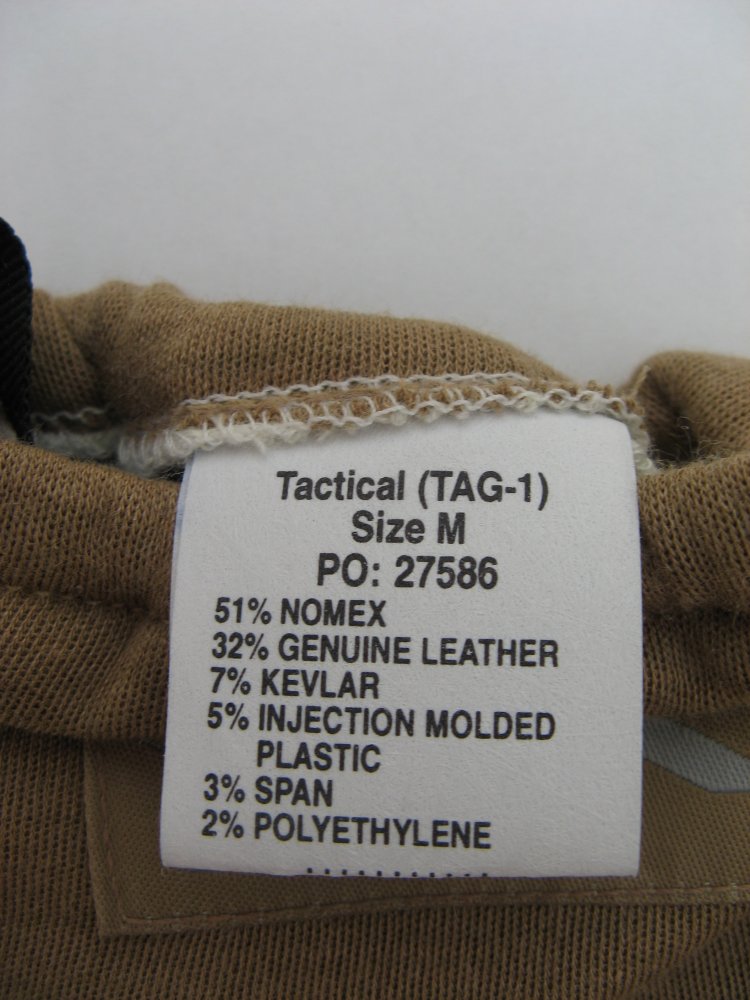 Tactical (TAG-1)
Size M
PO: 27586
51% NOMEX
32% GENUINE LEATHER
7% KEVLAR
5% INJECTION MOLDED
PLASTIC
3% SPAN
2% POLYETHYLENE